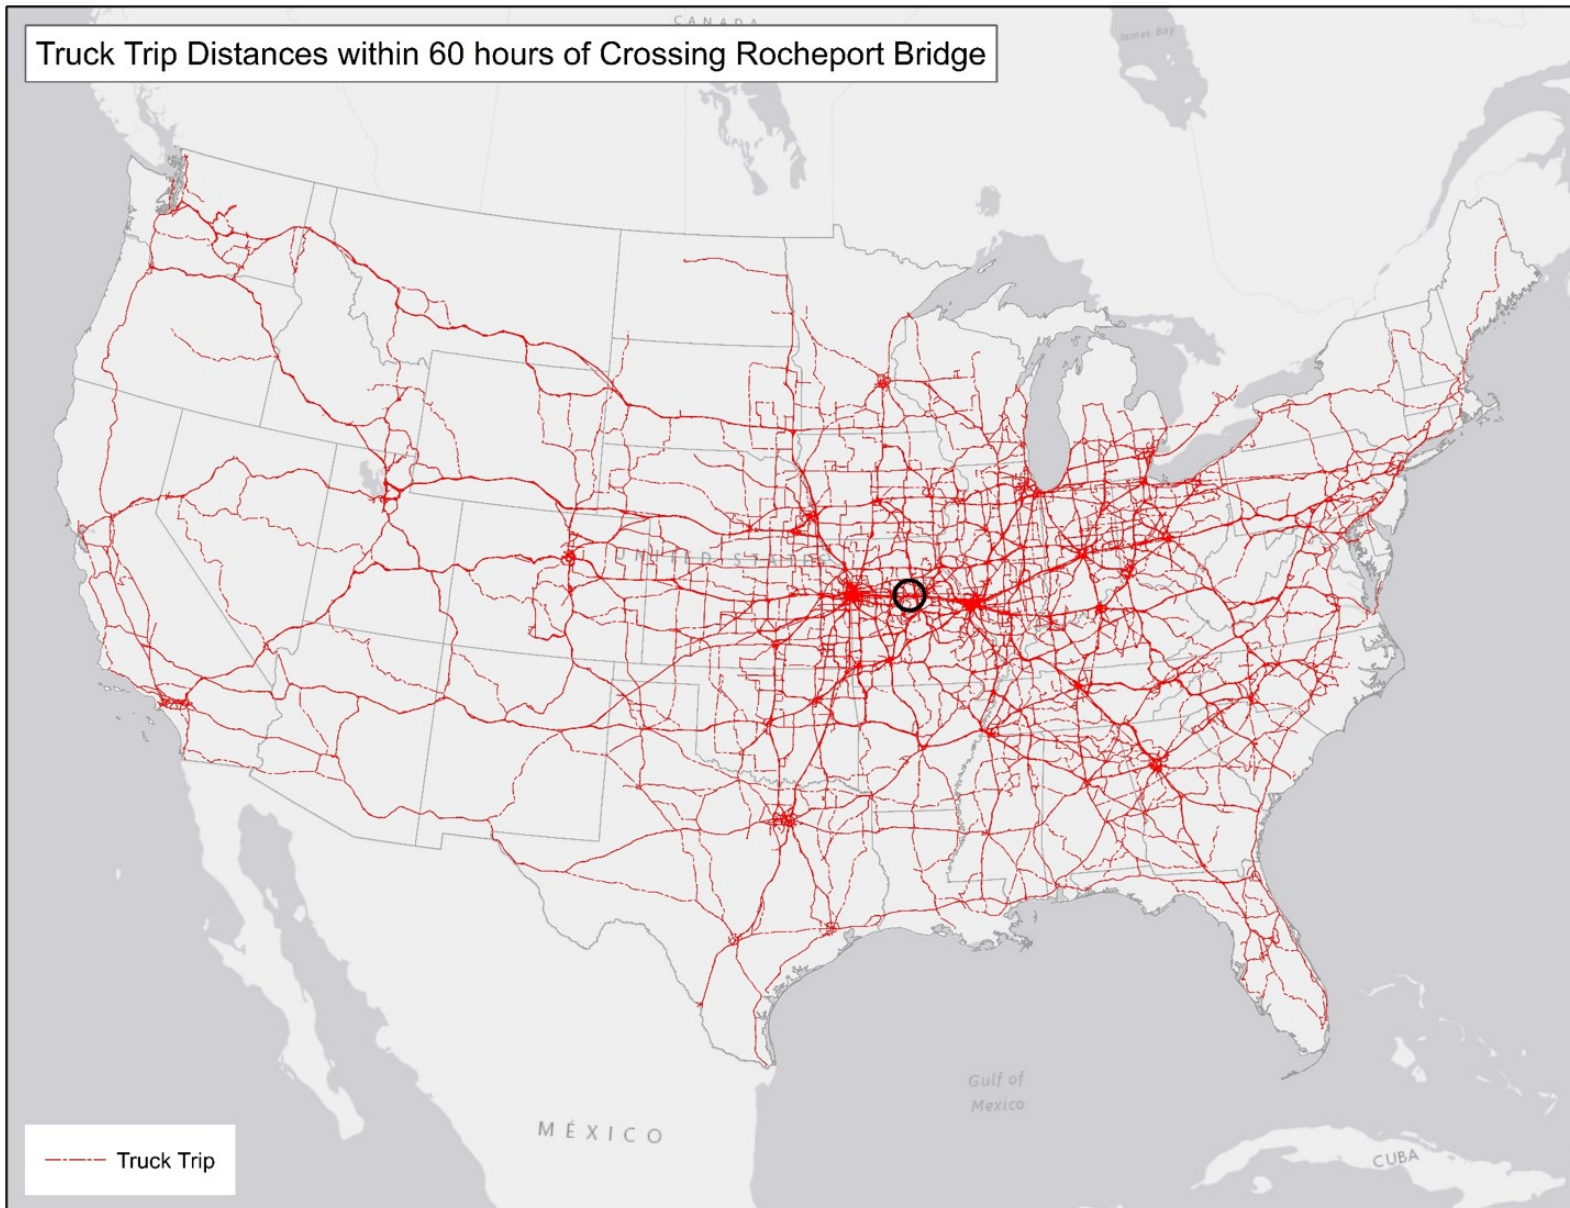 CANADA
James Bay
Truck Trip Distances within 60 hours of Crossing Rocheport Bridge
UNITED STATES
Gulf of
Mexico
MÉXICO
Truck Trip
CUBA